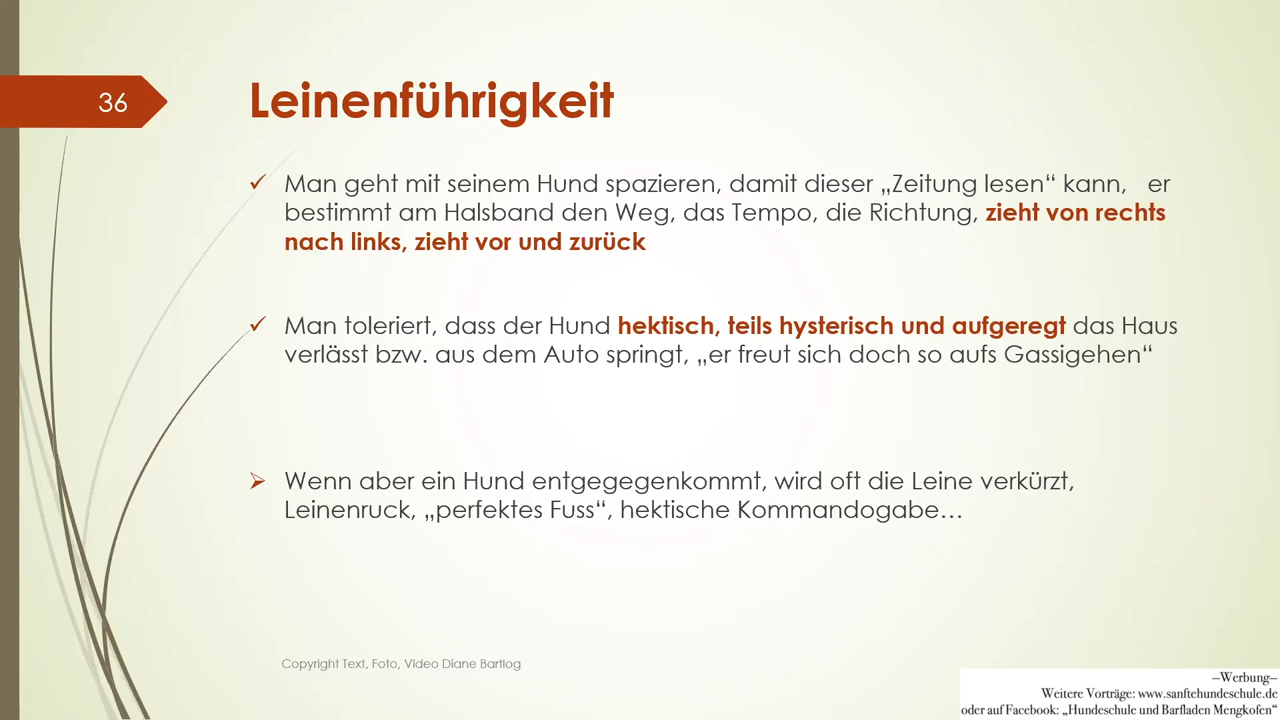 36
Leinenführigkeit
✓ Man geht mit seinem Hund spazieren, damit dieser „Zeitung lesen“ kann, er
bestimmt am Halsband den Weg, das Tempo, die Richtung, zieht von rechts
nach links, zieht vor und zurück
✓ Man toleriert, dass der Hund hektisch, teils hysterisch und aufgeregt das Haus
verlässt bzw. aus dem Auto springt, „er freut sich doch so aufs Gassigehen“
➢ Wenn aber ein Hund entgegegenkommt, wird oft die Leine verkürzt,
Leinenruck, „perfektes Fuss“, hektische Kommandogabe…
Copyright Text, Foto, Video Diane Bartlog
—Werbung—
Weitere Vorträge: www.sanftehundeschule.de
oder auf Facebook: „Hundeschule und Barfladen Mengkofen“